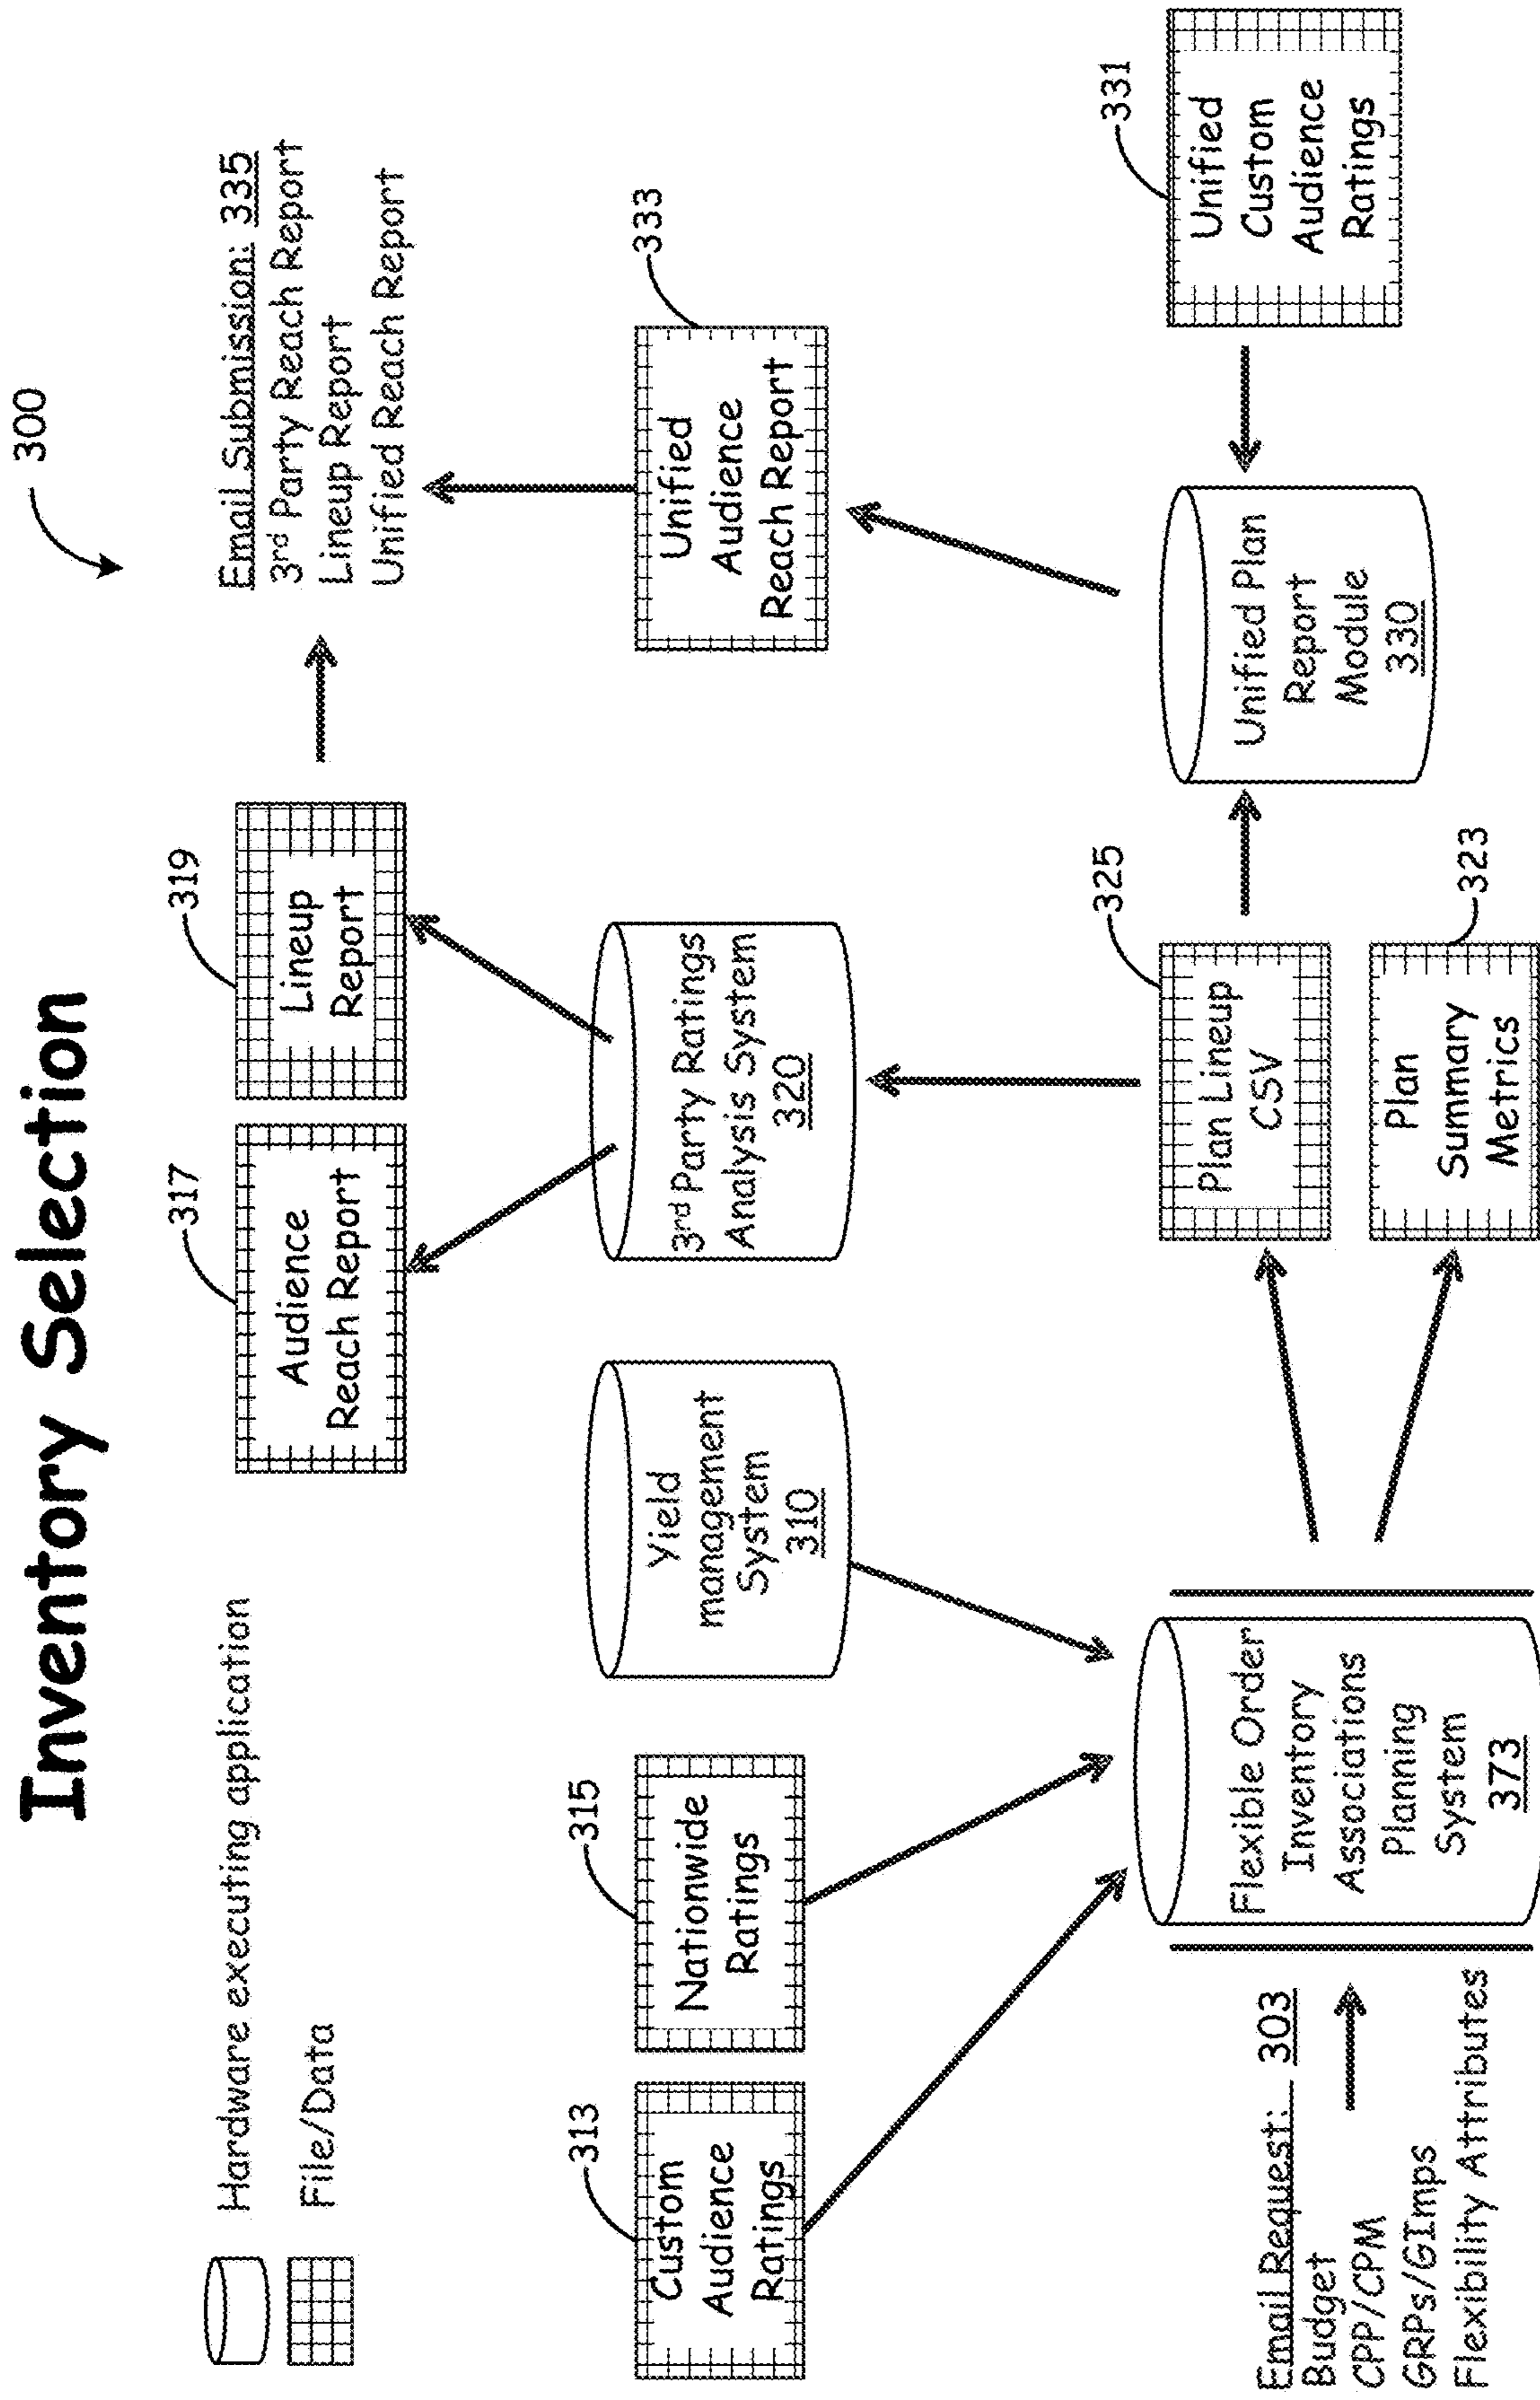 Inventory Selection
300
Hardware executing application
File/Data
317
Audience
Reach Report
319
Lineup
Report
Email Submission: 335
3rd Party Reach Report
Lineup Report
Unified Reach Report
313
Custom
Audience
Ratings
315
Nationwide
Ratings
Yield
management
System
310
3rd Party Ratings
Analysis System
320
333
Unified
Audience
Reach Report
Email Request: 303
Budget
CPP/CPM
GRPs/GImps
Flexibility Attributes
Flexible Order
Inventory
Associations
Planning
System
373
325
Plan Lineup
CSV
323
Plan
Summary
Metrics
Unified Plan
Report
Module
330
331
Unified
Custom
Audience
Ratings